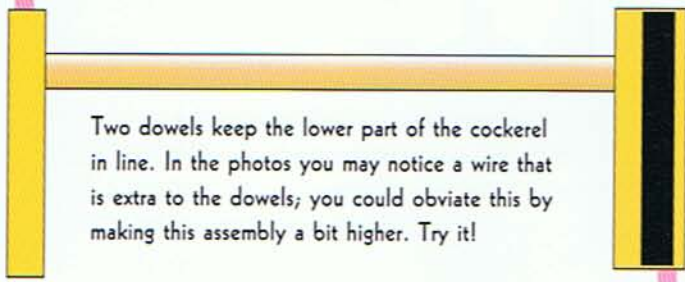 Two dowels keep the lower part of the cockerel
in line. In the photos you may notice a wire that
is extra to the dowels; you could obviate this by
making this assembly a bit higher. Try it!